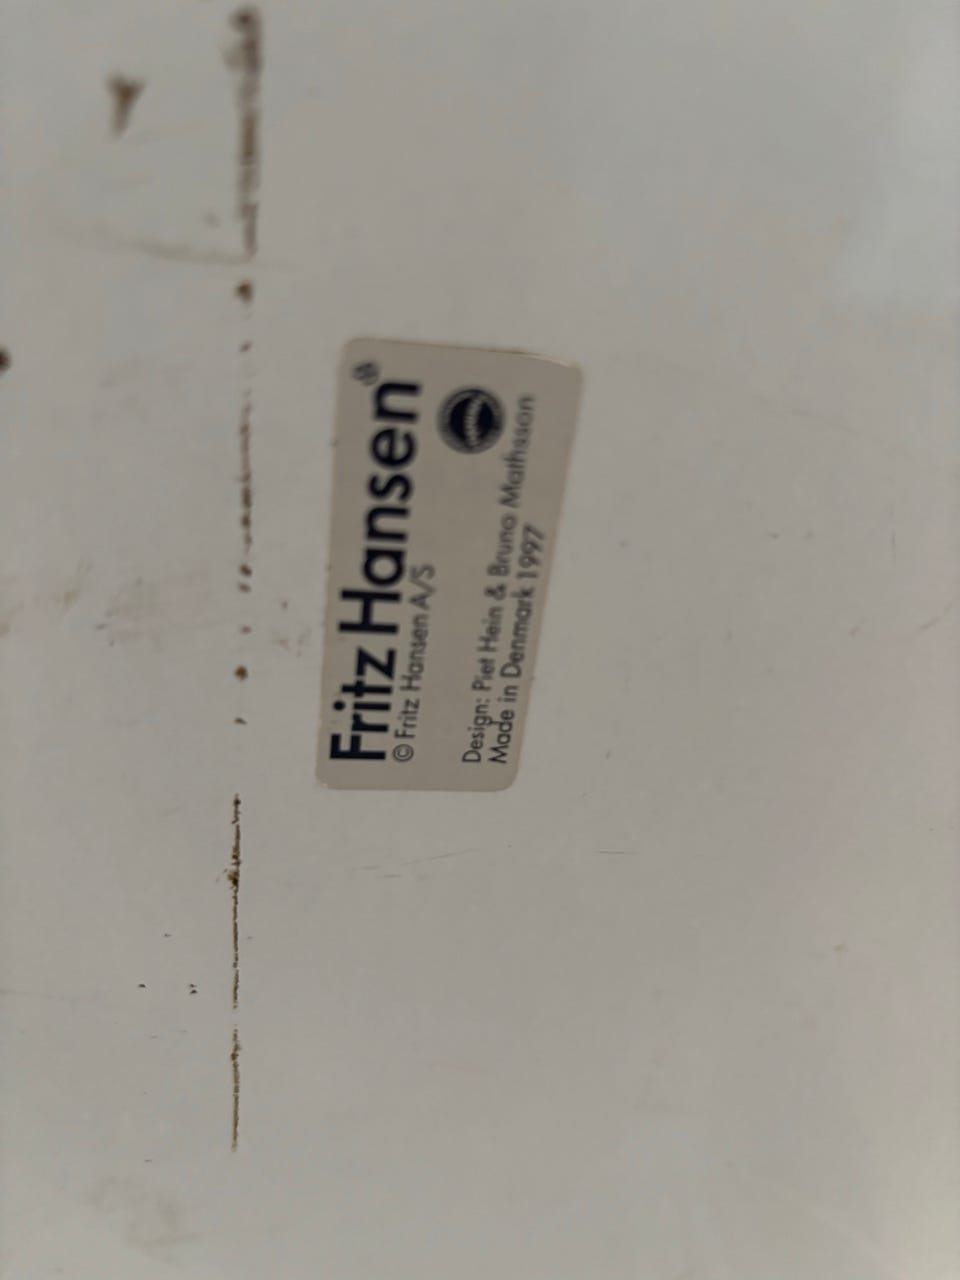 Fritz Hansen®
© Fritz Hansen A/S
Design: Piet Hein & Bruno Mathsson
Made in Denmark 1997